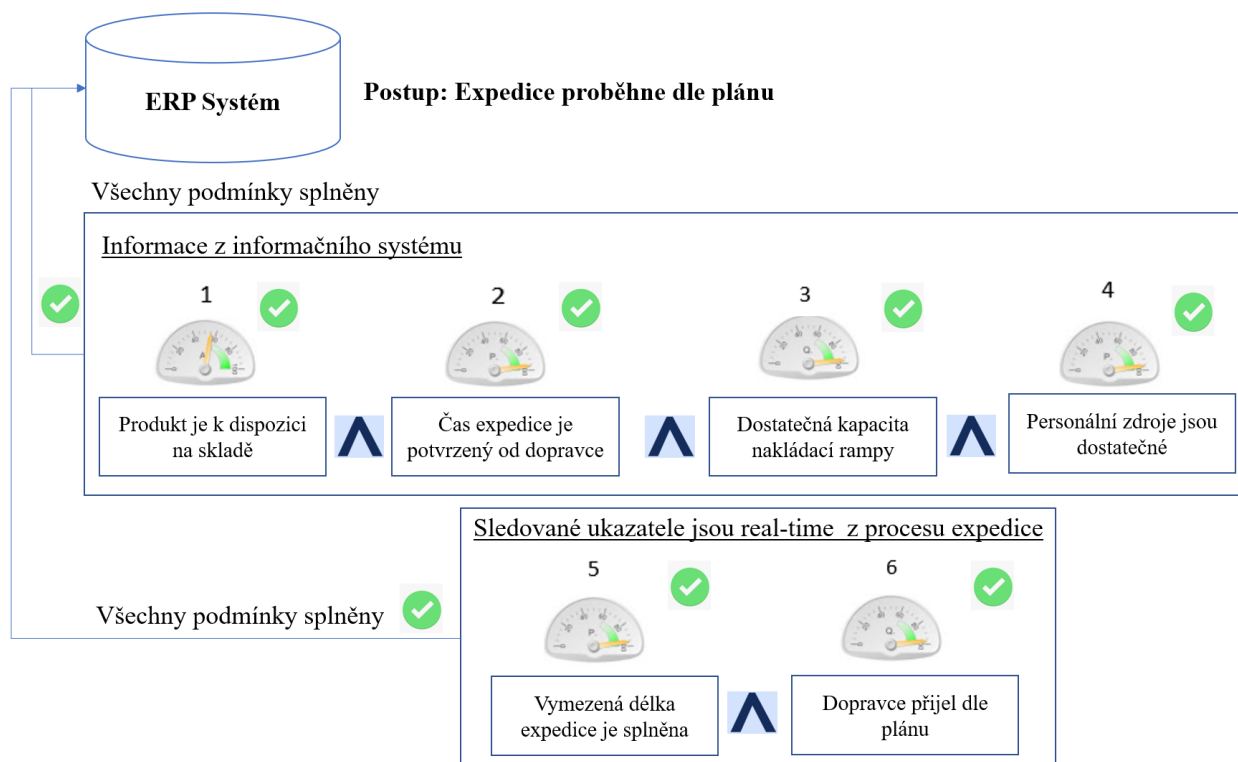 ERP Systém
Postup: Expedice proběhne dle plánu
Všechny podmínky splněny
Informace z informačního systému
1
2
3
4
A
P.
Q.
P.
Produkt je k dispozici
na skladě
Λ
Čas expedice je
potvrzený od dopravce
Λ
Dostatečná kapacita
nakládací rampy
Λ
Personální zdroje jsou
dostatečné
Sledované ukazatele jsou real-time z procesu expedice
5
6
Všechny podmínky splněny
P.
Q.
Vymezená délka
expedice je splněna
Λ
Dopravce přijel dle
plánu